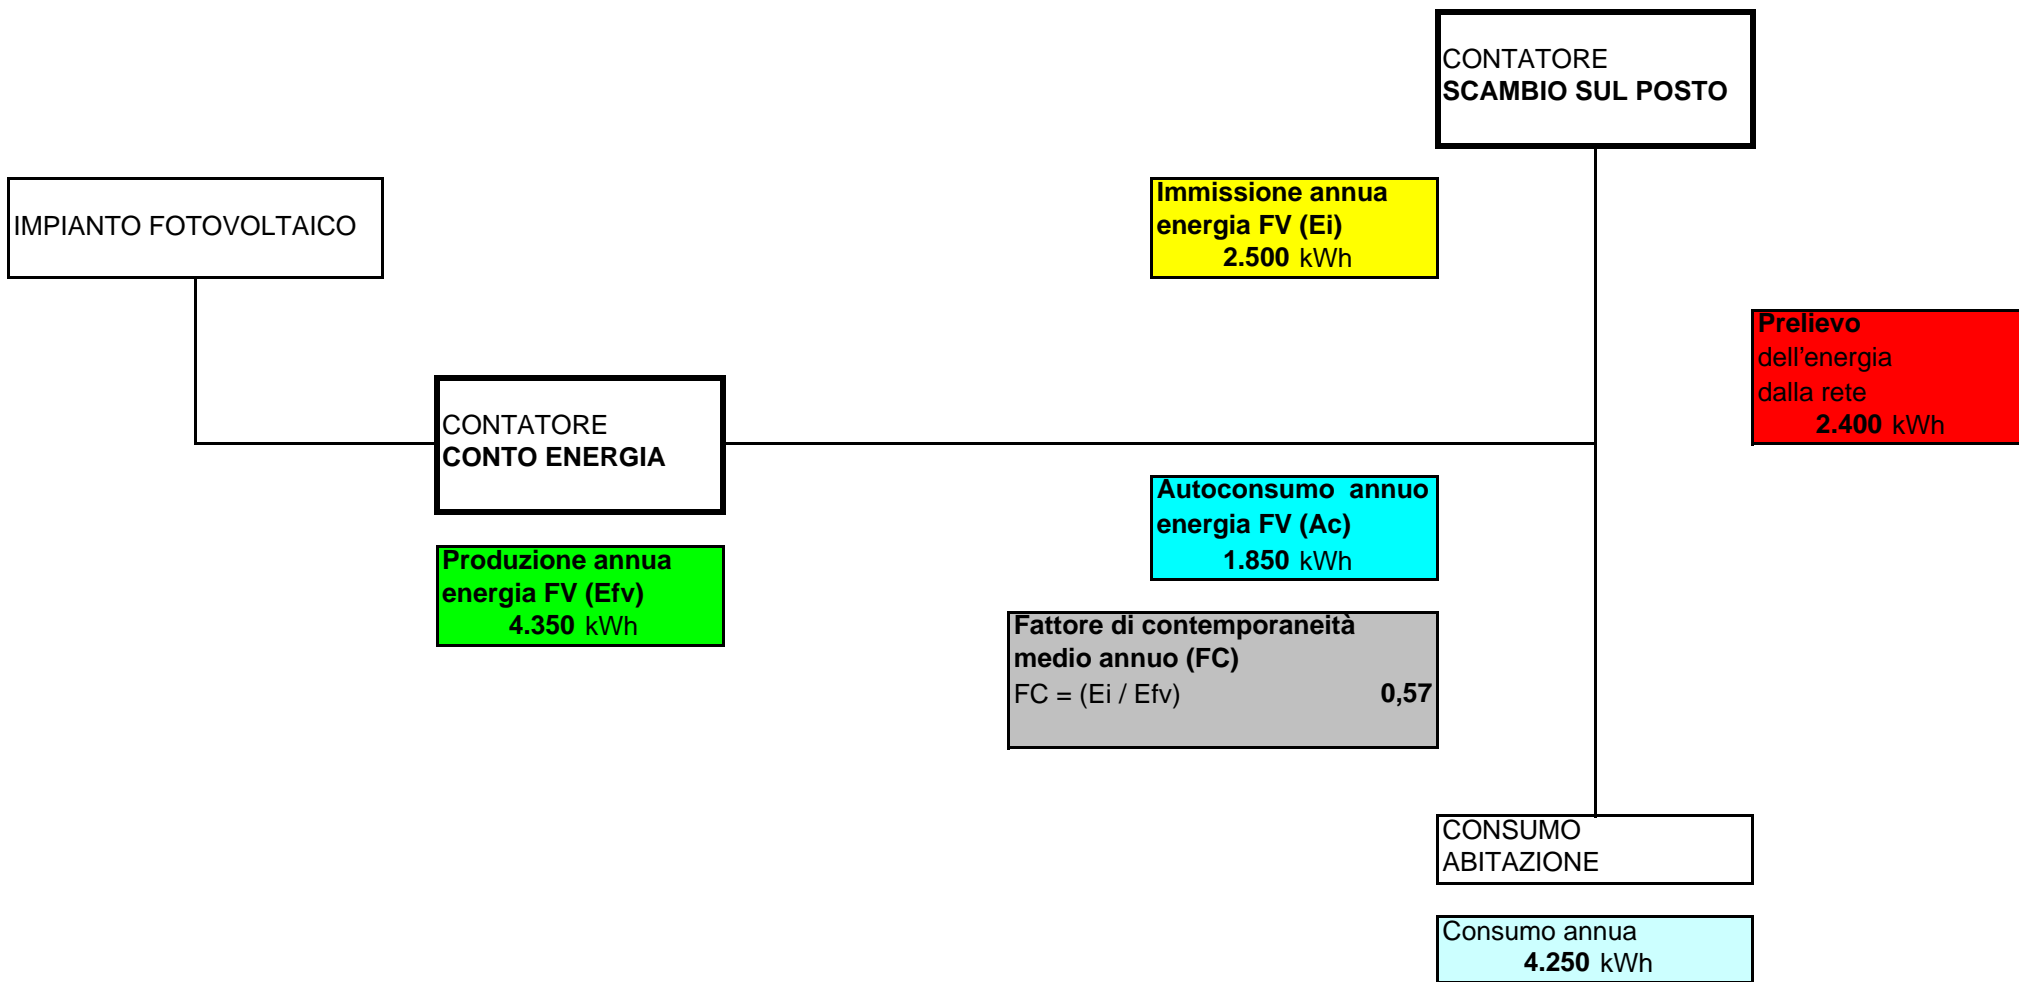 CONTATORE
SCAMBIO SUL POSTO
IMPIANTO FOTOVOLTAICO
Immissione annua
energia FV (Ei)
2.500 kWh
Prelievo
dell'energia
dalla rete
2.400 kWh
CONTATORE
CONTO ENERGIA
Autoconsumo annuo
energia FV (Ac)
1.850 kWh
Produzione annua
energia FV (Efv)
4.350 kWh
Fattore di contemporaneità
medio annuo (FC)
FC = (Ei / Efv) 0,57
CONSUMO
ABITAZIONE
Consumo annua
4.250 kWh